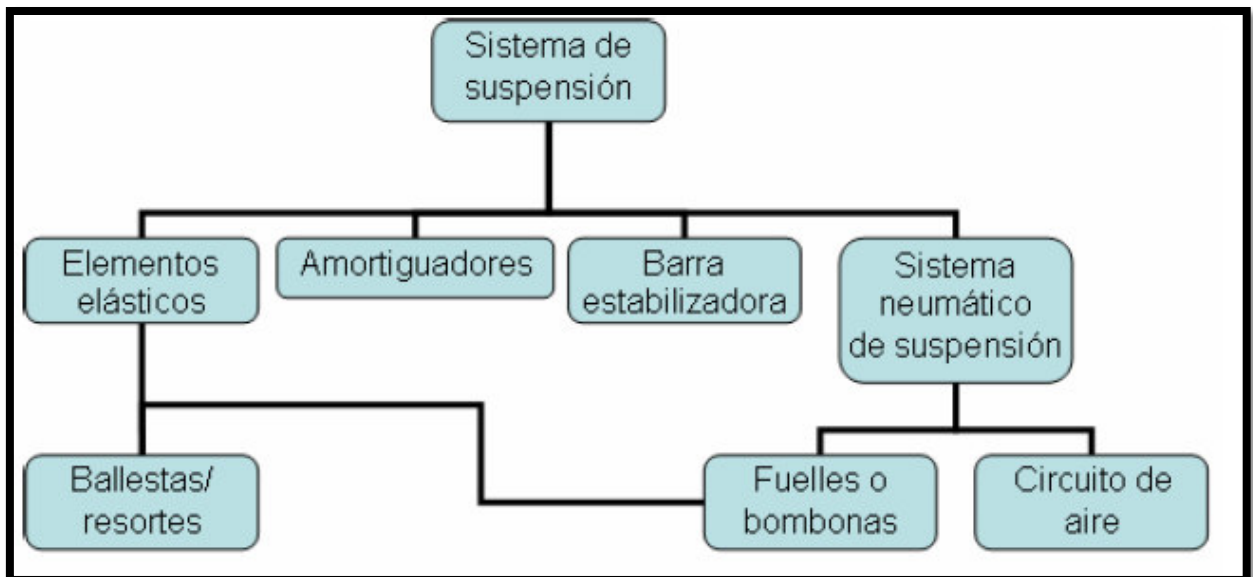 Sistema de
suspensión
Elementos
elásticos
Amortiguadores
Barra
estabilizadora
Sistema
neumático
de suspensión
Ballestas/
resortes
Fuelles o
bombonas
Circuito de
aire